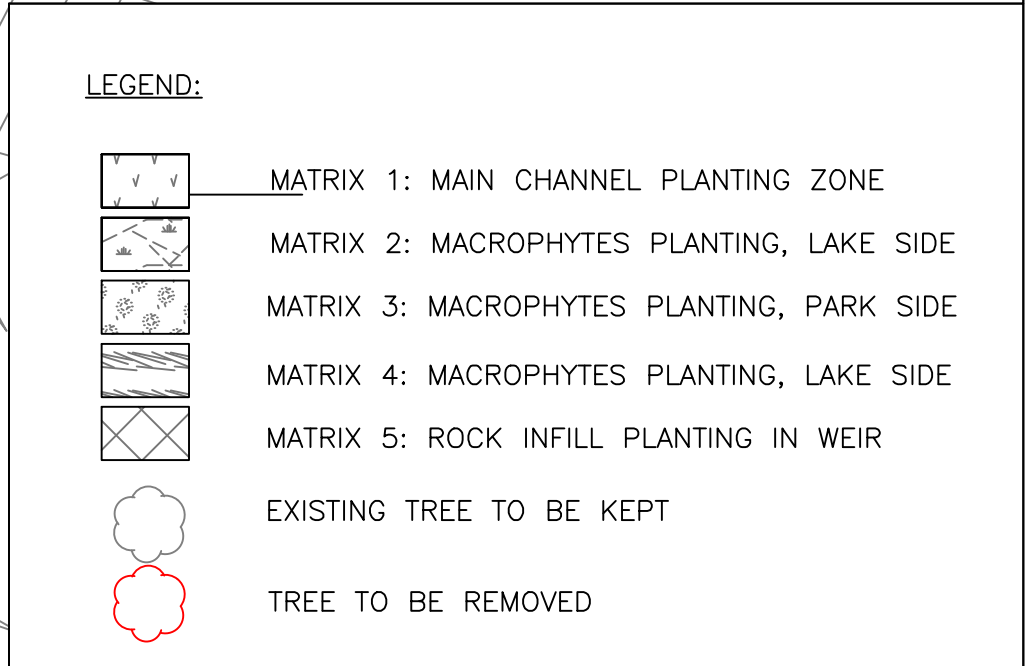 LEGEND:
MATRIX 1: MAIN CHANNEL PLANTING ZONE
MATRIX 2: MACROPHYTES PLANTING, LAKE SIDE
MATRIX 3: MACROPHYTES PLANTING, PARK SIDE
MATRIX 4: MACROPHYTES PLANTING, LAKE SIDE
MATRIX 5: ROCK INFILL PLANTING IN WEIR
EXISTING TREE TO BE KEPT
TREE TO BE REMOVED